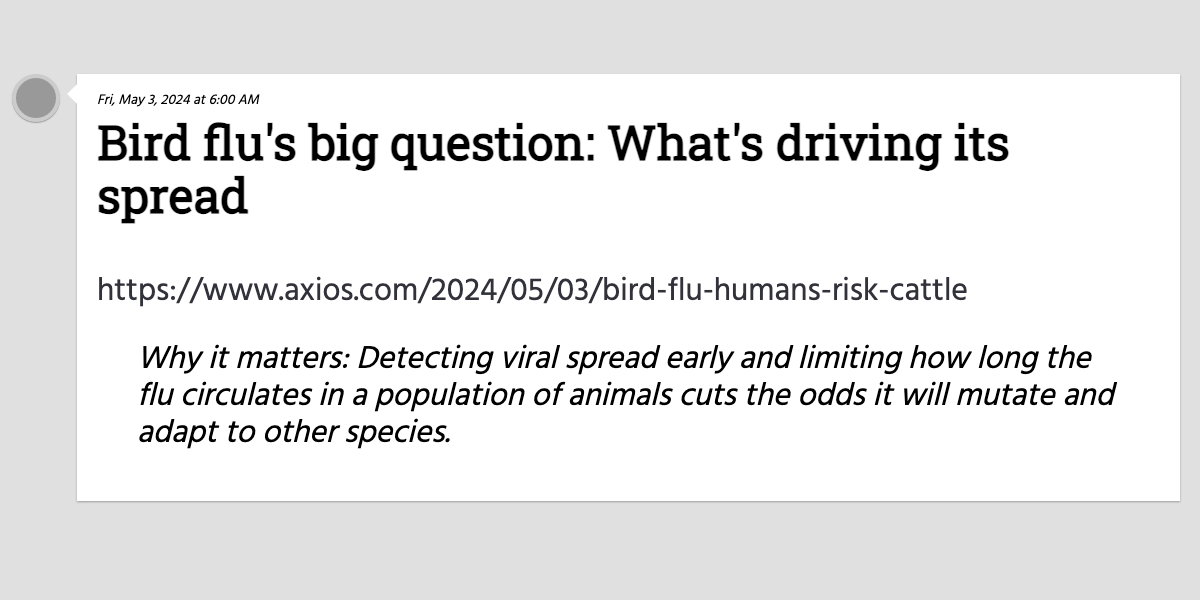 Fri, May 3, 2024 at 6:00 AM
Bird flu's big question: What's driving its
spread
https://www.axios.com/2024/05/03/bird-flu-humans-risk-cattle
Why it matters: Detecting viral spread early and limiting how long the
flu circulates in a population of animals cuts the odds it will mutate and
adapt to other species.